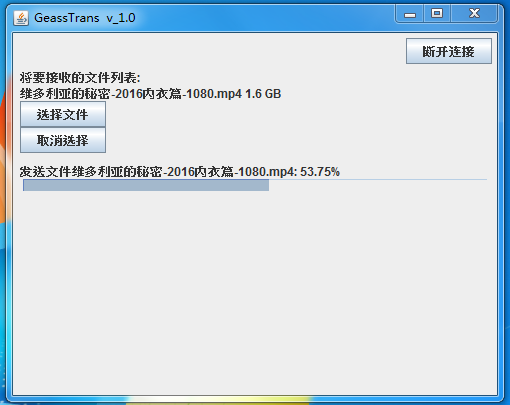 GeassTrans v_1.0
断开连接
将要接收的文件列表:
维多利亚的秘密-2016内衣篇-1080.mp4 1.6 GB
选择文件
取消选择
发送文件维多利亚的秘密-2016内衣篇-1080.mp4: 53.75%